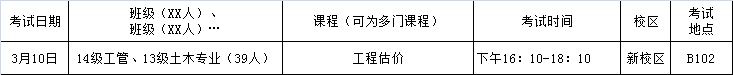 考试日期 班级（XX人）、 课程（可为多门课程） 考试时间 校区 考试
班级（XX人）… 地点
3月10日 14级工管、13级土木专业（39人） 工程估价 下午16：10-18：10 新校区 B102